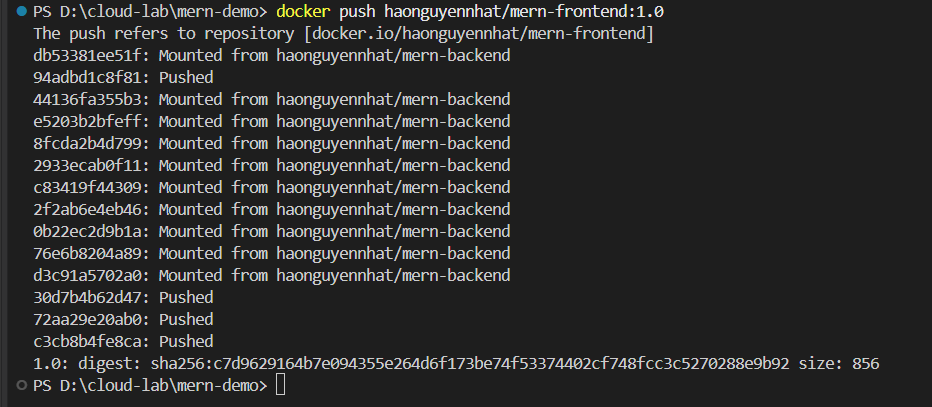 PS D:\cloud-lab\mern-demo> docker push haonguyennhat/mern-frontend:1.0
The push refers to repository [docker.io/haonguyennhat/mern-frontend]
db53381ee51f: Mounted from haonguyennhat/mern-backend
94adbd1c8f81: Pushed
44136fa355b3: Mounted from haonguyennhat/mern-backend
e5203b2bfeff: Mounted from haonguyennhat/mern-backend
8fcda2b4d799: Mounted from haonguyennhat/mern-backend
2933ecab0f11: Mounted from haonguyennhat/mern-backend
c83419f44309: Mounted from haonguyennhat/mern-backend
2f2ab6e4eb46: Mounted from haonguyennhat/mern-backend
0b22ec2d9b1a: Mounted from haonguyennhat/mern-backend
76e6b8204a89: Mounted from haonguyennhat/mern-backend
d3c91a5702a0: Mounted from haonguyennhat/mern-backend
30d7b4b62d47: Pushed
72aa29e20ab0: Pushed
c3cb8b4fe8ca: Pushed
1.0: digest: sha256:c7d9629164b7e094355e264d6f173be74f53374402cf748fcc3c5270288e9b92 size: 856
PS D:\cloud-lab\mern-demo>